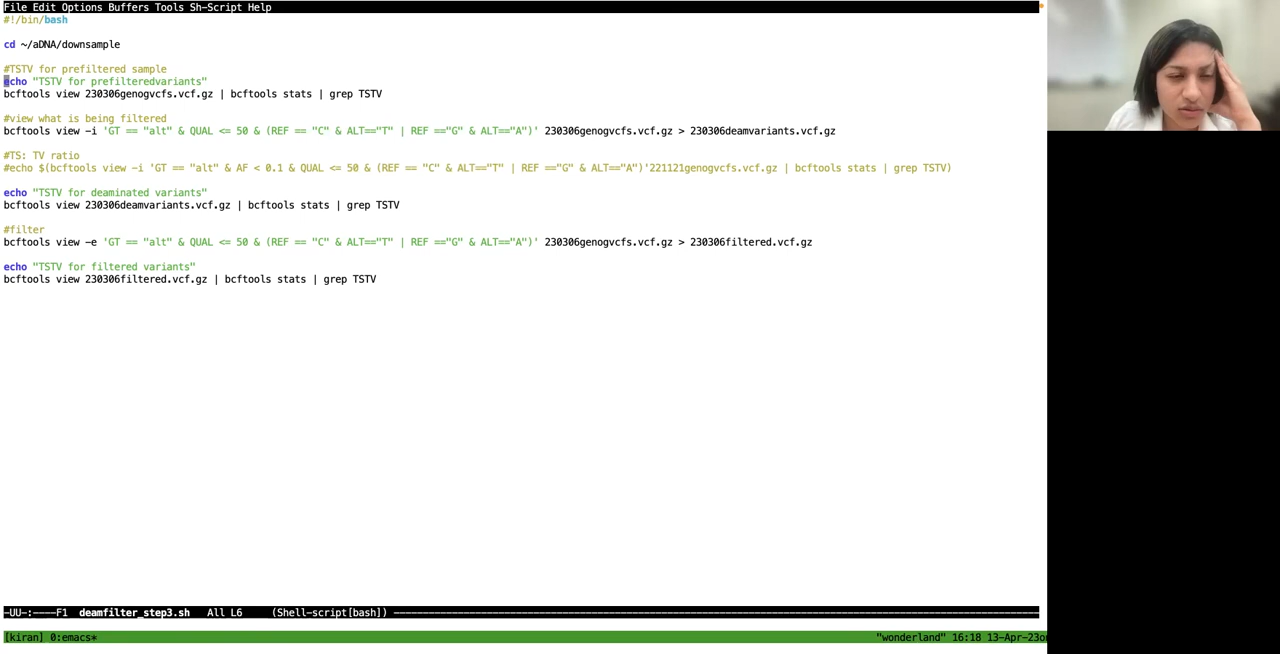 File Edit Options Buffers Tools Sh-Script Help
#!/bin/bash
cd ~/aDNA/downsample
#TSTV for prefiltered sample
echo "TSTV for prefilteredvariants"
bcftools view 230306genogvcfs.vcf.gz | bcftools stats | grep TSTV
#view what is being filtered
bcftools view -i 'GT == "alt" & QUAL <= 50 & (REF == "C" & ALT=="T" | REF =="G" & ALT=="A")' 230306genogvcfs.vcf.gz > 230306deamvariants.vcf.gz
#TS: TV ratio
#echo $(bcftools view -i 'GT == "alt" & AF < 0.1 & QUAL <= 50 & (REF == "C" & ALT=="T" | REF =="G" & ALT=="A")'221121genogvcfs.vcf.gz | bcftools stats | grep TSTV)
echo "TSTV for deaminated variants"
bcftools view 230306deamvariants.vcf.gz | bcftools stats | grep TSTV
#filter
bcftools view -e 'GT == "alt" & QUAL <= 50 & (REF == "C" & ALT=="T" | REF =="G" & ALT=="A")' 230306genogvcfs.vcf.gz > 230306filtered.vcf.gz
echo "TSTV for filtered variants"
bcftools view 230306filtered.vcf.gz | bcftools stats | grep TSTV
-UU-:----F1 deamfilter_step3.sh All L6 (Shell-script[bash]) ----------
[kiran] 0:emacs* "wonderland" 16:18 13-Apr-23